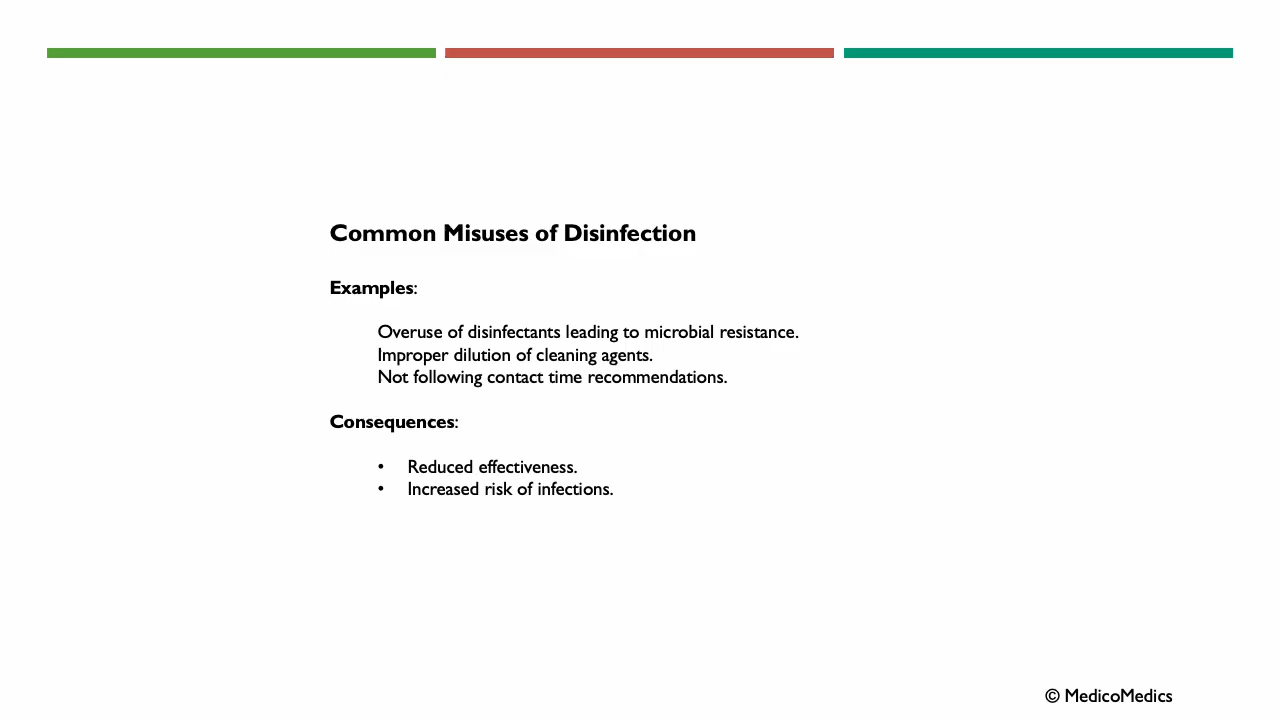 Common Misuses of Disinfection
Examples:
Overuse of disinfectants leading to microbial resistance.
Improper dilution of cleaning agents.
Not following contact time recommendations.
Consequences:
• Reduced effectiveness.
• Increased risk of infections.
© MedicoMedics